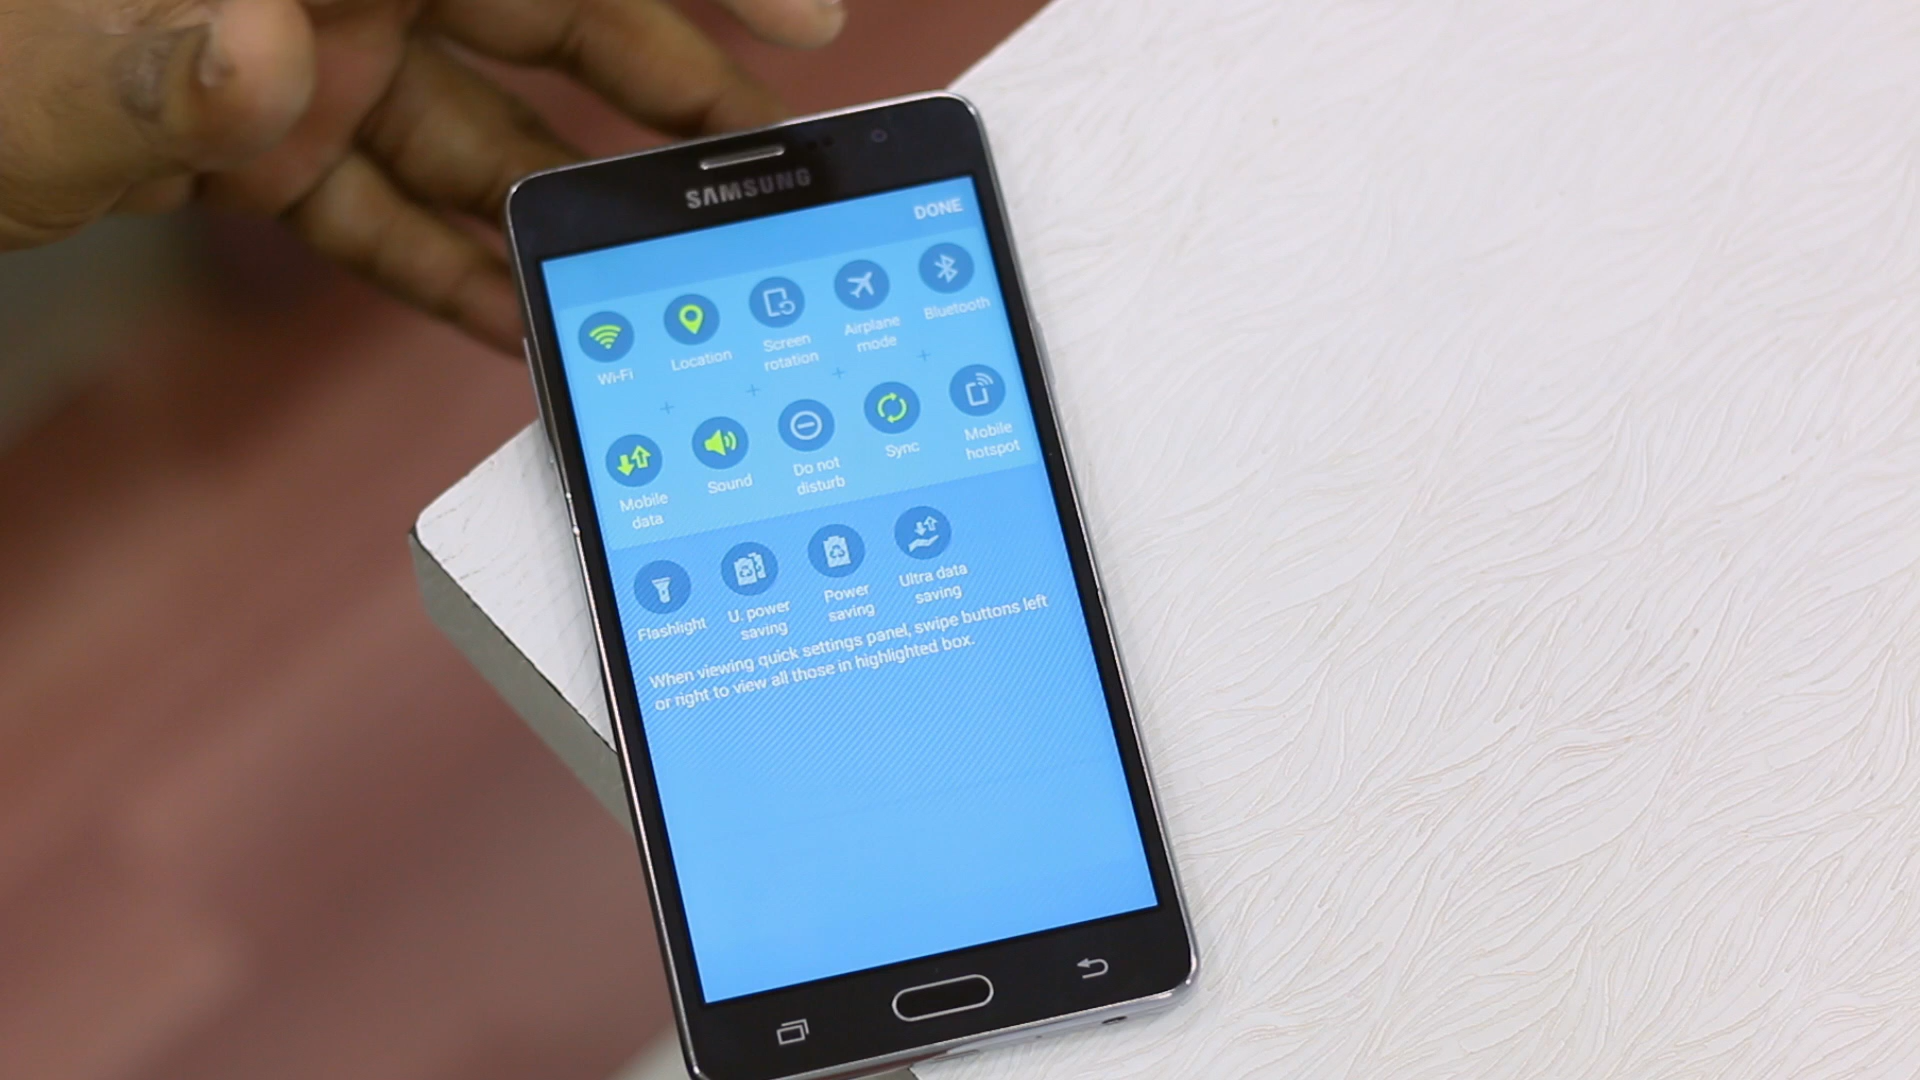 SAMSUNG
DONE
Wi-Fi
Location
Screen
rotation
Airplane
mode
Bluetooth
Mobile
data
Sound
Do not
disturb
Sync
Mobile
hotspot
Flashlight
U. power
saving
Power
saving
Ultra data
saving
When viewing quick settings panel, swipe buttons left
or right to view all those in highlighted box.